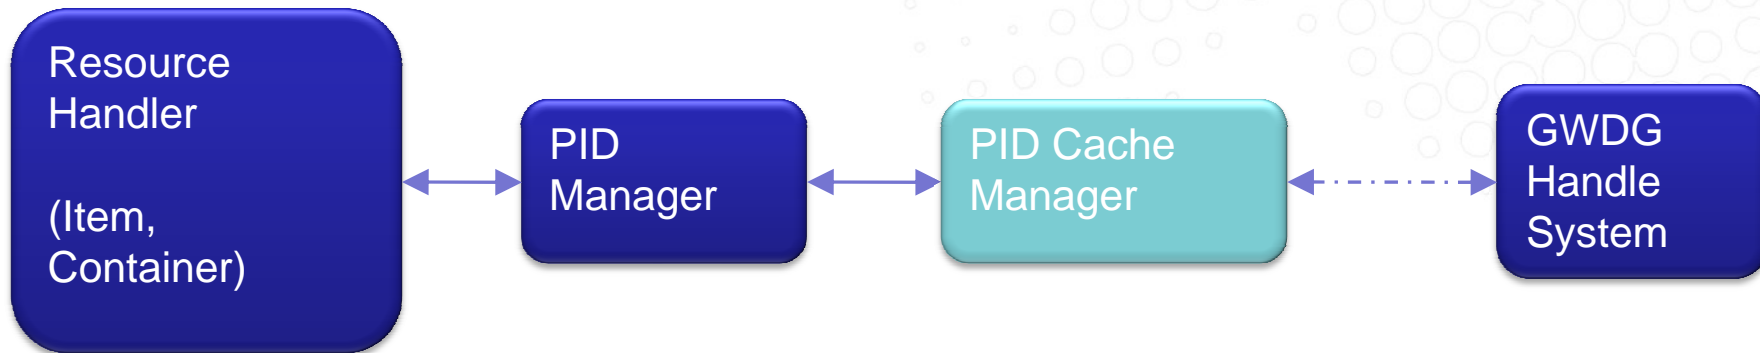 Resource
Handler
(Item,
Container)
PID
Manager
PID Cache
Manager
GWDG
Handle
System